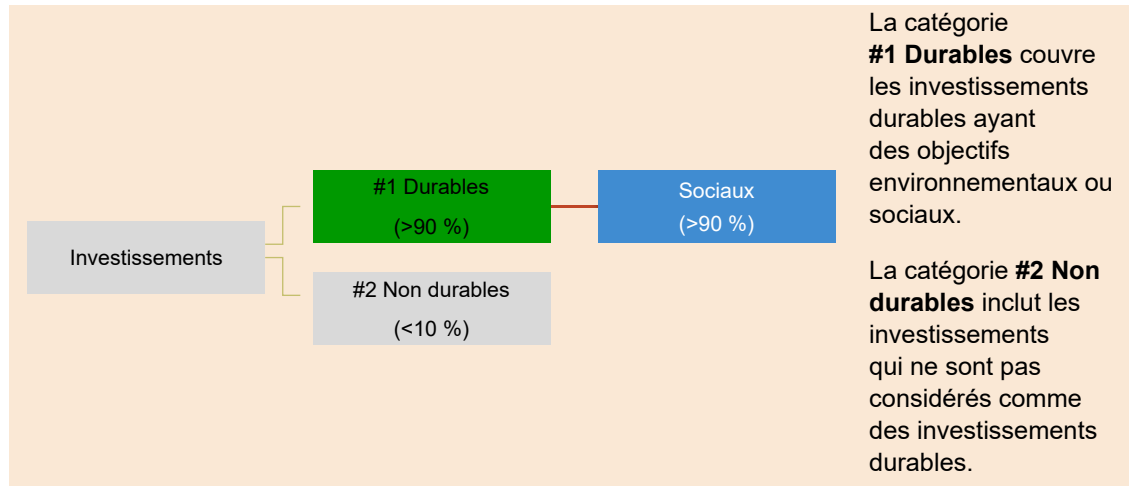 Investissements
#1 Durables
(>90 %)
Sociaux
(>90 %)
#2 Non durables
(<10 %)
La catégorie
#1 Durables couvre
les investissements
durables ayant
des objectifs
environnementaux ou
sociaux.
La catégorie #2 Non
durables inclut les
investissements
qui ne sont pas
considérés comme
des investissements
durables.